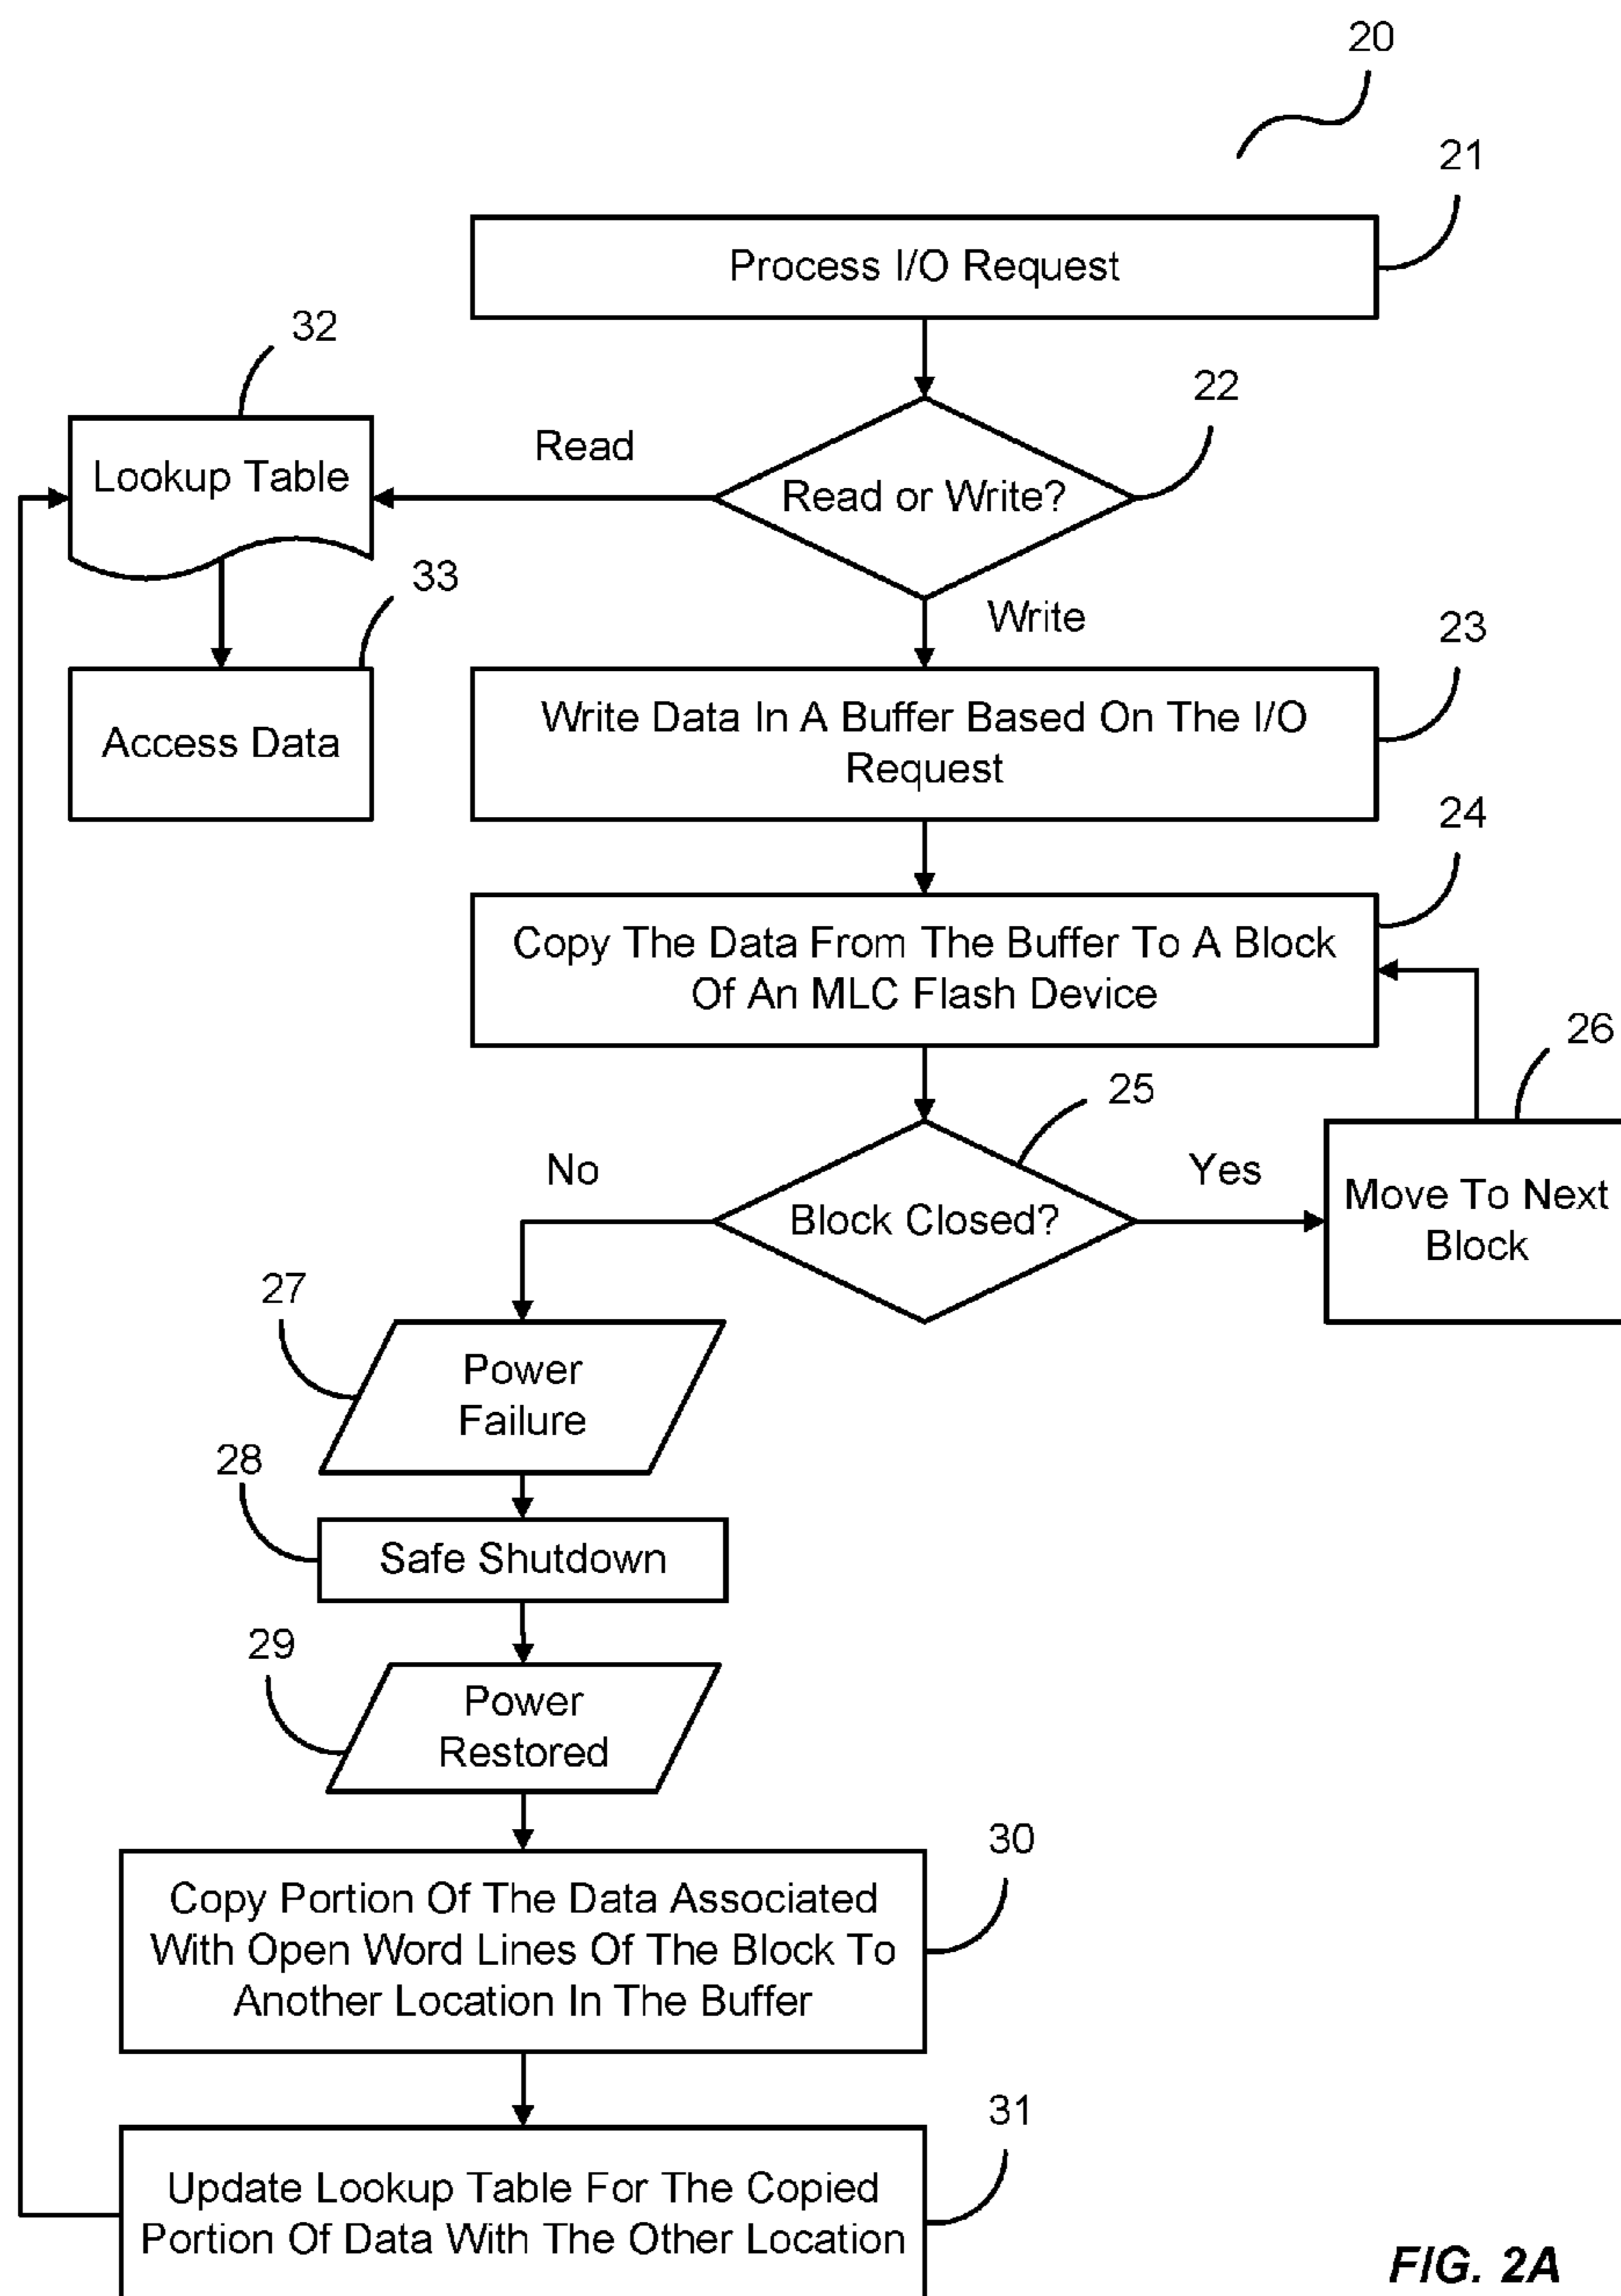 20
21
Process I/O Request
32
22
Lookup Table
Read
Read or Write?
33
Write
23
Access Data
Write Data In A Buffer Based On The I/O
Request
24
Copy The Data From The Buffer To A Block
Of An MLC Flash Device
26
25
No
Yes
Block Closed?
Move To Next
Block
27
Power
Failure
28
Safe Shutdown
29
Power
Restored
30
Copy Portion Of The Data Associated
With Open Word Lines Of The Block To
Another Location In The Buffer
31
Update Lookup Table For The Copied
Portion Of Data With The Other Location
FIG. 2A